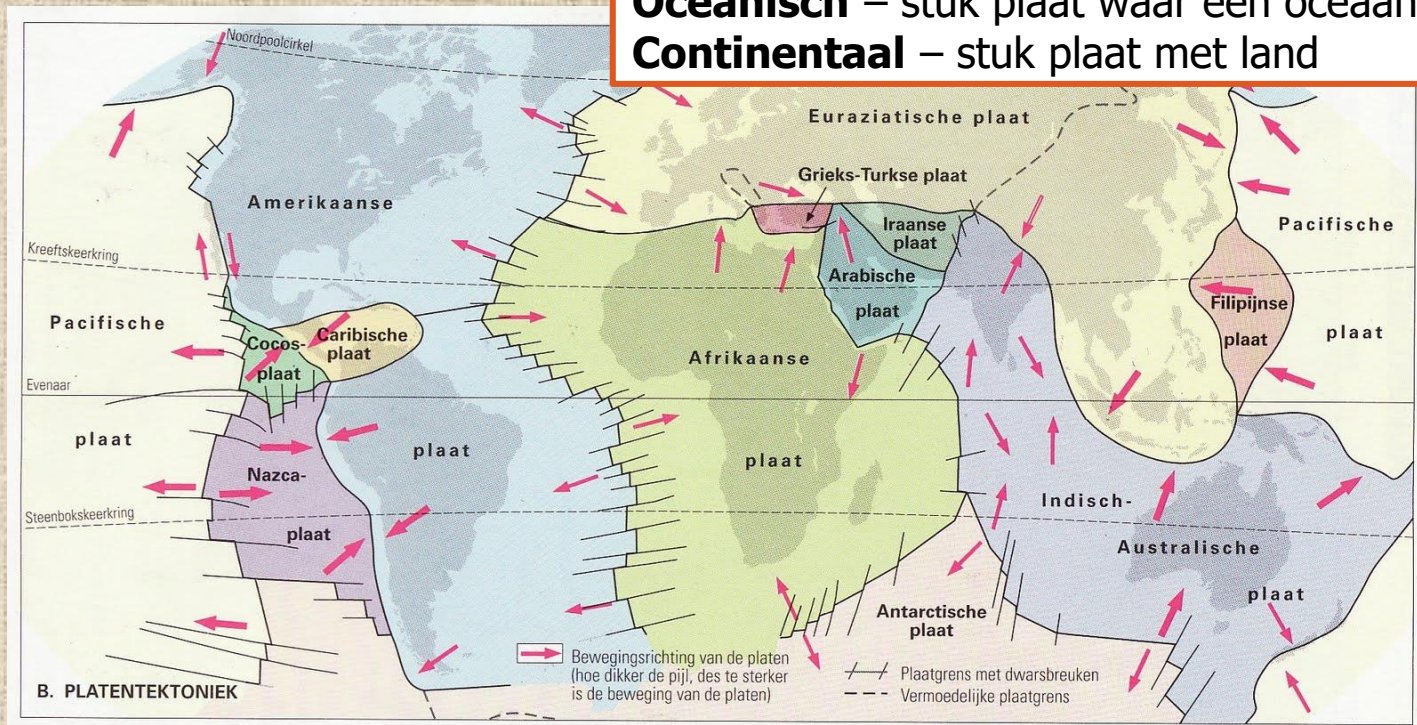 Oceanisch – stuk plaat waar een oceaan
Continentaal – stuk plaat met land
Noordpoolcirkel
Euraziatische plaat
Grieks-Turkse plaat
Amerikaanse
Iraanse
plaat
Pacifische
Kreeftskeerkring
Arabische
plaat
Filipijnse
plaat
Pacifische
plaat
Caribische
plaat
Cocos-
plaat
Afrikaanse
Evenaar
plaat
plaat
plaat
Nazca-
plaat
Indisch-
Steenbokskeerkring
Australische
plaat
Antarctische
plaat
Bewegingsrichting van de platen
(hoe dikker de pijl, des te sterker
is de beweging van de platen)
Plaatgrens met dwarsbreuken
Vermoedelijke plaatgrens
B. PLATENTEKTONIEK